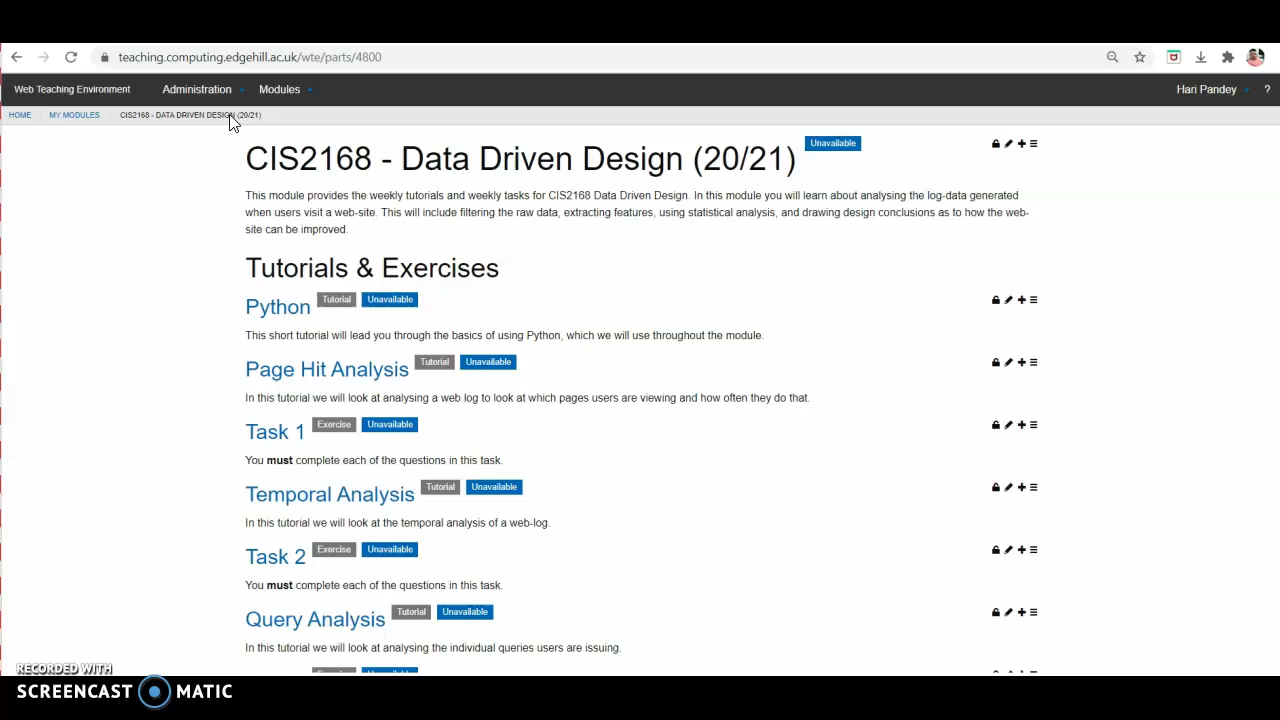 teaching.computing.edgehill.ac.uk/wte/parts/4800
Web Teaching Environment Administration Modules Hari Pandey ?
HOME MY MODULES CIS2168 - DATA DRIVEN DESIGN (20/21)
CIS2168 - Data Driven Design (20/21) Unavailable
This module provides the weekly tutorials and weekly tasks for CIS2168 Data Driven Design. In this module you will learn about analysing the log-data generated
when users visit a web-site. This will include filtering the raw data, extracting features, using statistical analysis, and drawing design conclusions as to how the web-
site can be improved.
Tutorials & Exercises
Python Tutorial Unavailable
This short tutorial will lead you through the basics of using Python, which we will use throughout the module.
Page Hit Analysis Tutorial Unavailable
In this tutorial we will look at analysing a web log to look at which pages users are viewing and how often they do that.
Task 1 Exercise Unavailable
You must complete each of the questions in this task.
Temporal Analysis Tutorial Unavailable
In this tutorial we will look at the temporal analysis of a web-log.
Task 2 Exercise Unavailable
You must complete each of the questions in this task.
Query Analysis Tutorial Unavailable
In this tutorial we will look at analysing the individual queries users are issuing.
RECORDED WITH
SCREENCAST MATIC